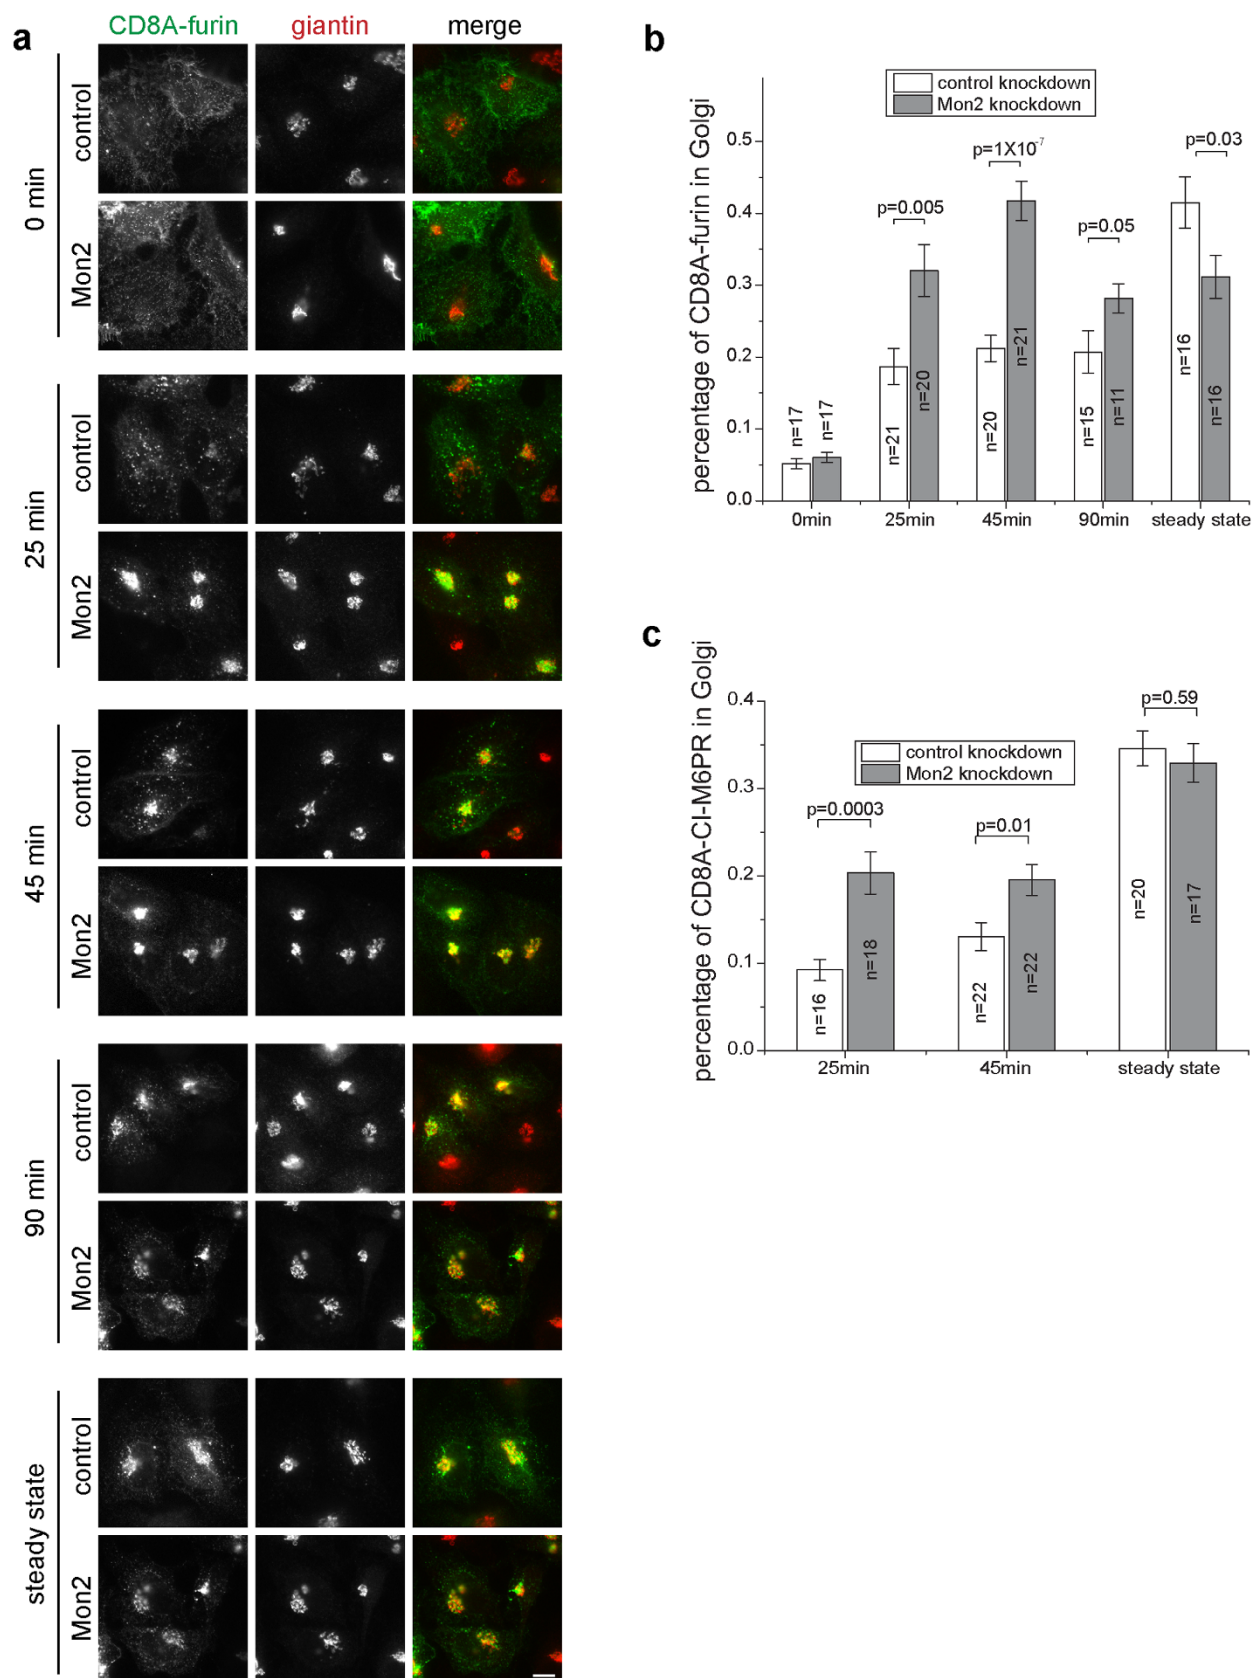 a
CD8A-furin giantin merge
0 min
control
Mon2
25 min
control
Mon2
45 min
control
Mon2
90 min
control
Mon2
steady state
control
Mon2
b
control knockdown
Mon2 knockdown
percentage of CD8A-furin in Golgi
0.5
0.4
0.3
0.2
0.1
0.0
p=0.005
p=1X10⁻⁷
p=0.05
p=0.03
n=17
n=17
n=21
n=20
n=20
n=21
n=15
n=11
n=16
n=16
0min 25min 45min 90min steady state
c
control knockdown
Mon2 knockdown
percentage of CD8A-CI-M6PR in Golgi
0.4
0.3
0.2
0.1
0.0
p=0.0003
p=0.01
p=0.59
n=16
n=18
n=22
n=22
n=20
n=17
25min 45min steady state